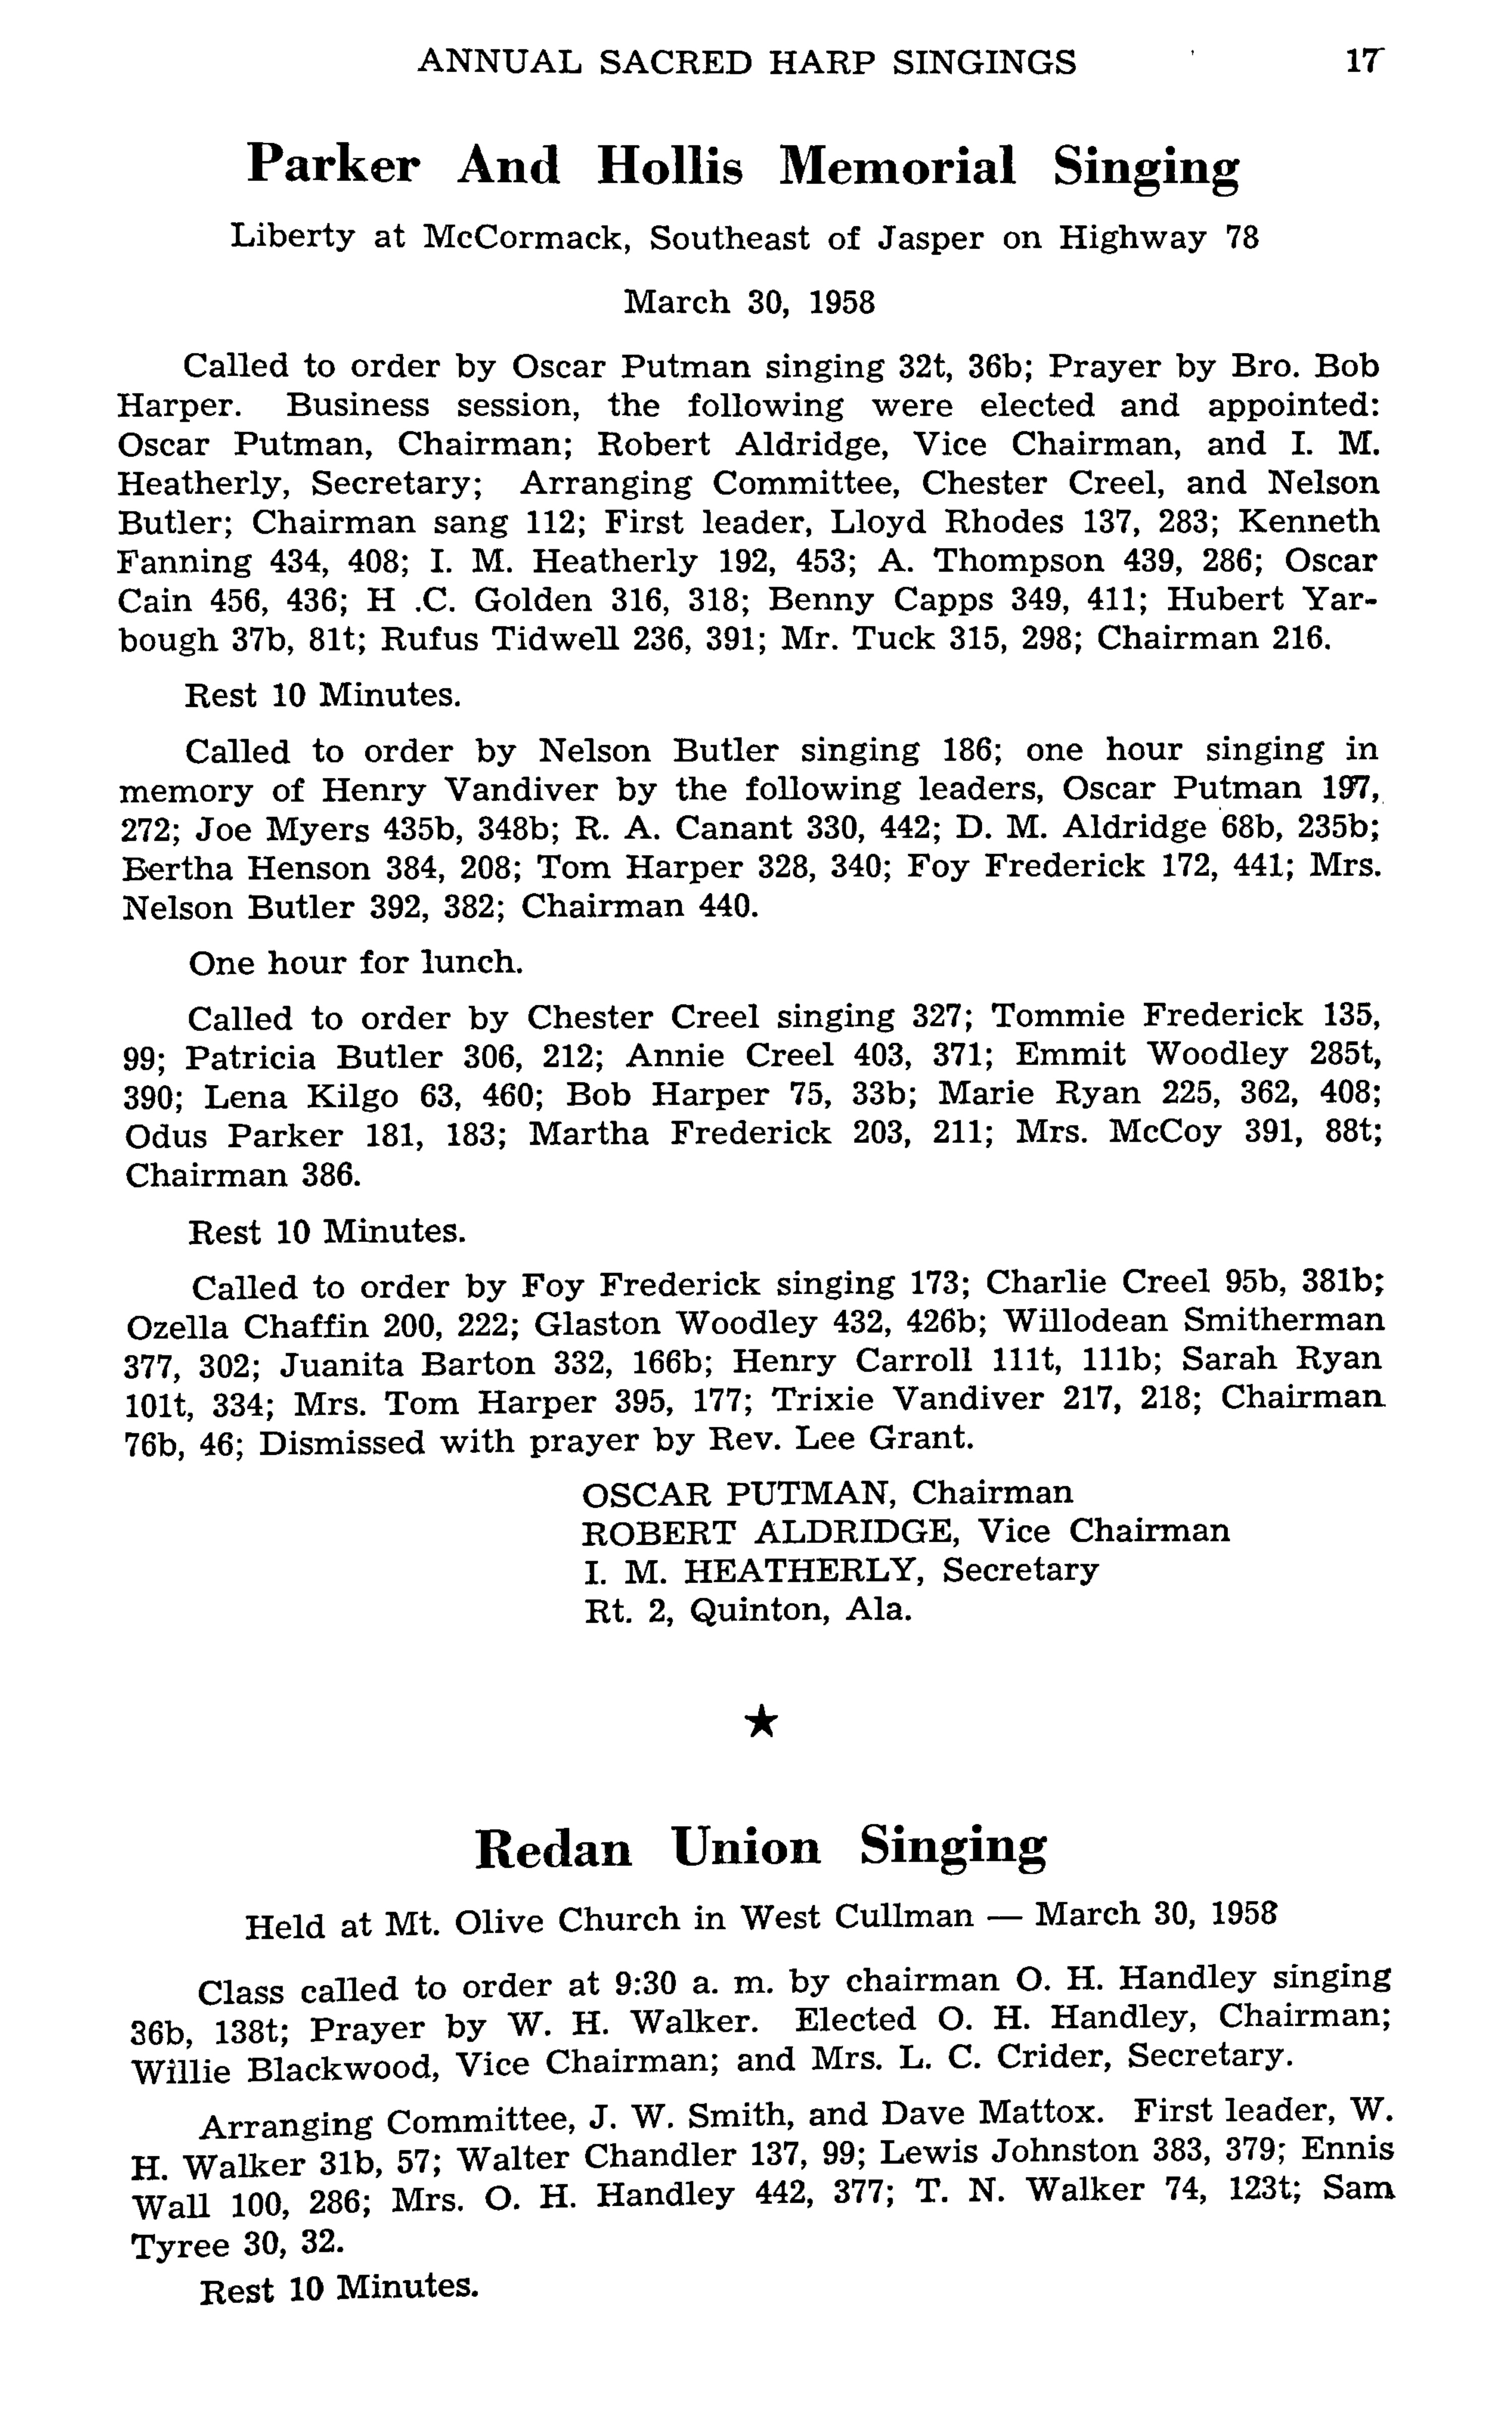 ANNUAL SACRED HARP SINGINGS 17
Parker And Hollis Memorial Singing
Liberty at McCormack, Southeast of Jasper on Highway 78
March 30, 1958
Called to order by Oscar Putman singing 32t, 36b; Prayer by Bro. Bob
Harper. Business session, the following were elected and appointed:
Oscar Putman, Chairman; Robert Aldridge, Vice Chairman, and I. M.
Heatherly, Secretary; Arranging Committee, Chester Creel, and Nelson
Butler; Chairman sang 112; First leader, Lloyd Rhodes 137, 283; Kenneth
Fanning 434, 408; I. M. Heatherly 192, 453; A. Thompson 439, 286; Oscar
Cain 456, 436; H .C. Golden 316, 318; Benny Capps 349, 411; Hubert Yar-
bough 37b, 81t; Rufus Tidwell 236, 391; Mr. Tuck 315, 298; Chairman 216.
Rest 10 Minutes.
Called to order by Nelson Butler singing 186; one hour singing in
memory of Henry Vandiver by the following leaders, Oscar Putman 197,
272; Joe Myers 435b, 348b; R. A. Canant 330, 442; D. M. Aldridge 68b, 235b;
Bertha Henson 384, 208; Tom Harper 328, 340; Foy Frederick 172, 441; Mrs.
Nelson Butler 392, 382; Chairman 440.
One hour for lunch.
Called to order by Chester Creel singing 327; Tommie Frederick 135,
99; Patricia Butler 306, 212; Annie Creel 403, 371; Emmit Woodley 285t,
390; Lena Kilgo 63, 460; Bob Harper 75, 33b; Marie Ryan 225, 362, 408;
Odus Parker 181, 183; Martha Frederick 203, 211; Mrs. McCoy 391, 88t;
Chairman 386.
Rest 10 Minutes.
Called to order by Foy Frederick singing 173; Charlie Creel 95b, 381b;
Ozella Chaffin 200, 222; Glaston Woodley 432, 426b; Willodean Smitherman
377, 302; Juanita Barton 332, 166b; Henry Carroll 111t, 111b; Sarah Ryan
101t, 334; Mrs. Tom Harper 395, 177; Trixie Vandiver 217, 218; Chairman
76b, 46; Dismissed with prayer by Rev. Lee Grant.
OSCAR PUTMAN, Chairman
ROBERT ALDRIDGE, Vice Chairman
I. M. HEATHERLY, Secretary
Rt. 2, Quinton, Ala.
★
Redan Union Singing
Held at Mt. Olive Church in West Cullman — March 30, 1958
Class called to order at 9:30 a. m. by chairman O. H. Handley singing
36b, 138t; Prayer by W. H. Walker. Elected O. H. Handley, Chairman;
Willie Blackwood, Vice Chairman; and Mrs. L. C. Crider, Secretary.
Arranging Committee, J. W. Smith, and Dave Mattox. First leader, W.
H. Walker 31b, 57; Walter Chandler 137, 99; Lewis Johnston 383, 379; Ennis
Wall 100, 286; Mrs. O. H. Handley 442, 377; T. N. Walker 74, 123t; Sam
Tyree 30, 32.
Rest 10 Minutes.